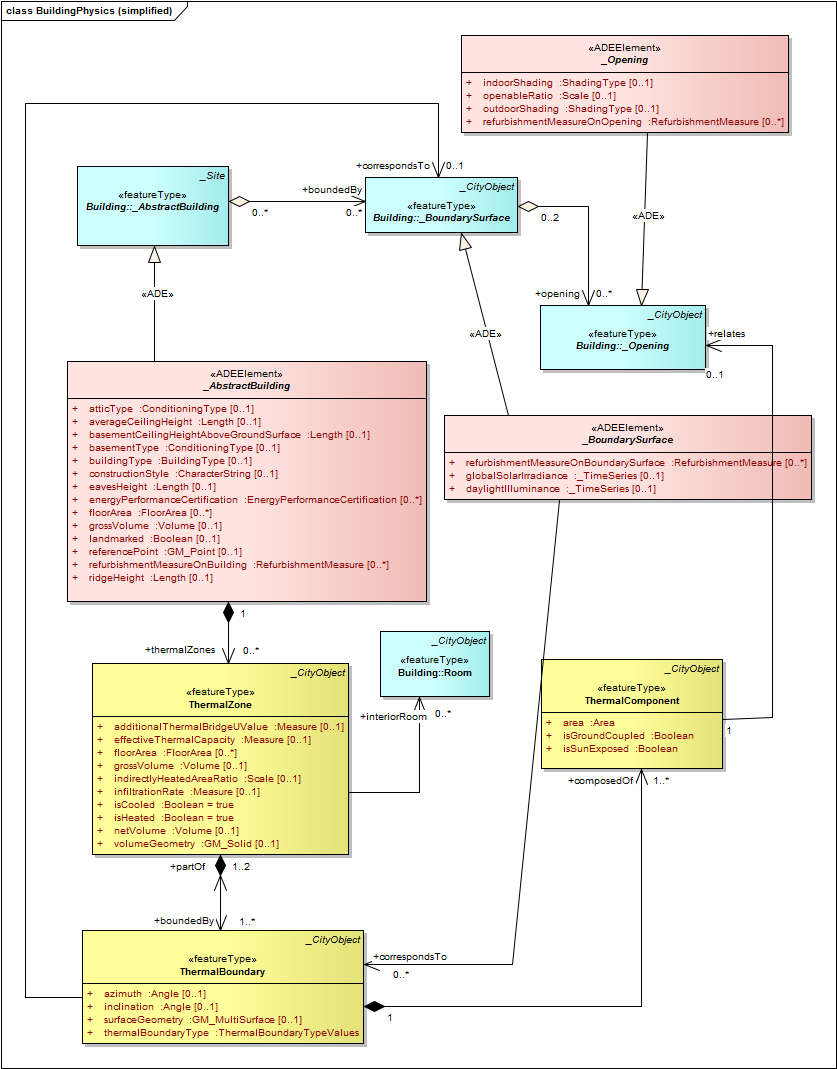 class BuildingPhysics (simplified)
«ADEElement»
_Opening
+ indoorShading :ShadingType [0..1]
+ openableRatio :Scale [0..1]
+ outdoorShading :ShadingType [0..1]
+ refurbishmentMeasureOnOpening :RefurbishmentMeasure [0..*]
+correspondsTo 0..1
_Site
«featureType»
Building::_AbstractBuilding
+boundedBy
0..* 0..*
_CityObject
«featureType»
Building::_BoundarySurface
0..2
«ADE»
+opening 0..*
«ADE»
_CityObject
«featureType»
Building::_Opening
+relates
0..1
«ADE»
«ADEElement»
_AbstractBuilding
+ atticType :ConditioningType [0..1]
+ averageCeilingHeight :Length [0..1]
+ basementCeilingHeightAboveGroundSurface :Length [0..1]
+ basementType :ConditioningType [0..1]
+ buildingType :BuildingType [0..1]
+ constructionStyle :CharacterString [0..1]
+ eavesHeight :Length [0..1]
+ energyPerformanceCertification :EnergyPerformanceCertification [0..*]
+ floorArea :FloorArea [0..*]
+ grossVolume :Volume [0..1]
+ landmarked :Boolean [0..1]
+ referencePoint :GM_Point [0..1]
+ refurbishmentMeasureOnBuilding :RefurbishmentMeasure [0..*]
+ ridgeHeight :Length [0..1]
«ADEElement»
_BoundarySurface
+ refurbishmentMeasureOnBoundarySurface :RefurbishmentMeasure [0..*]
+ globalSolarIrradiance :_TimeSeries [0..1]
+ daylightIlluminance :_TimeSeries [0..1]
1
+thermalZones 0..*
_CityObject
«featureType»
Building::Room
+interiorRoom 0..*
_CityObject
«featureType»
ThermalZone
+ additionalThermalBridgeUValue :Measure [0..1]
+ effectiveThermalCapacity :Measure [0..1]
+ floorArea :FloorArea [0..*]
+ grossVolume :Volume [0..1]
+ indirectlyHeatedAreaRatio :Scale [0..1]
+ infiltrationRate :Measure [0..1]
+ isCooled :Boolean = true
+ isHeated :Boolean = true
+ netVolume :Volume [0..1]
+ volumeGeometry :GM_Solid [0..1]
_CityObject
«featureType»
ThermalComponent
+ area :Area
+ isGroundCoupled :Boolean
+ isSunExposed :Boolean
1
+composedOf 1..*
+partOf 1..2
+boundedBy 1..*
_CityObject
«featureType»
ThermalBoundary
+ azimuth :Angle [0..1]
+ inclination :Angle [0..1]
+ surfaceGeometry :GM_MultiSurface [0..1]
+ thermalBoundaryType :ThermalBoundaryTypeValues
+correspondsTo
0..*
1